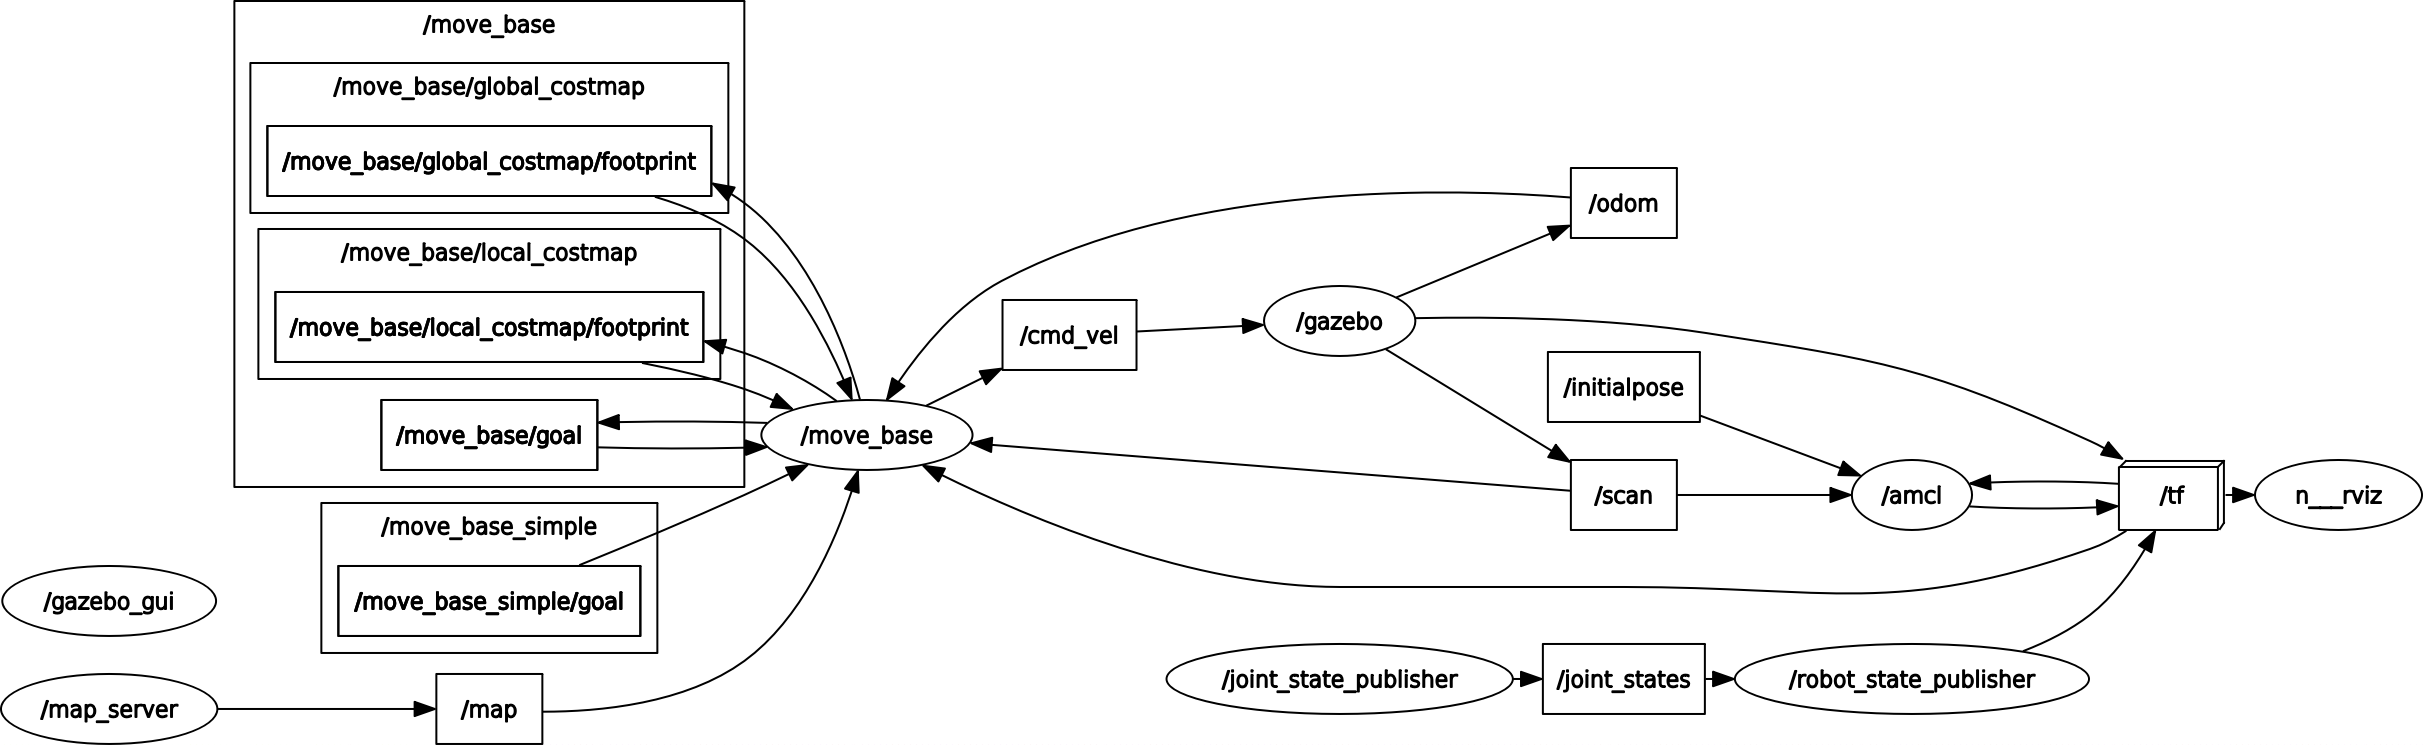 /move_base
/move_base/global_costmap
/move_base/global_costmap/footprint
/move_base/local_costmap
/move_base/local_costmap/footprint
/move_base/goal
/move_base_simple
/move_base_simple/goal
/gazebo_gui
/map_server
/map
/move_base
/cmd_vel
/gazebo
/odom
/initialpose
/scan
/amcl
/tf
n___rviz
/joint_state_publisher
/joint_states
/robot_state_publisher